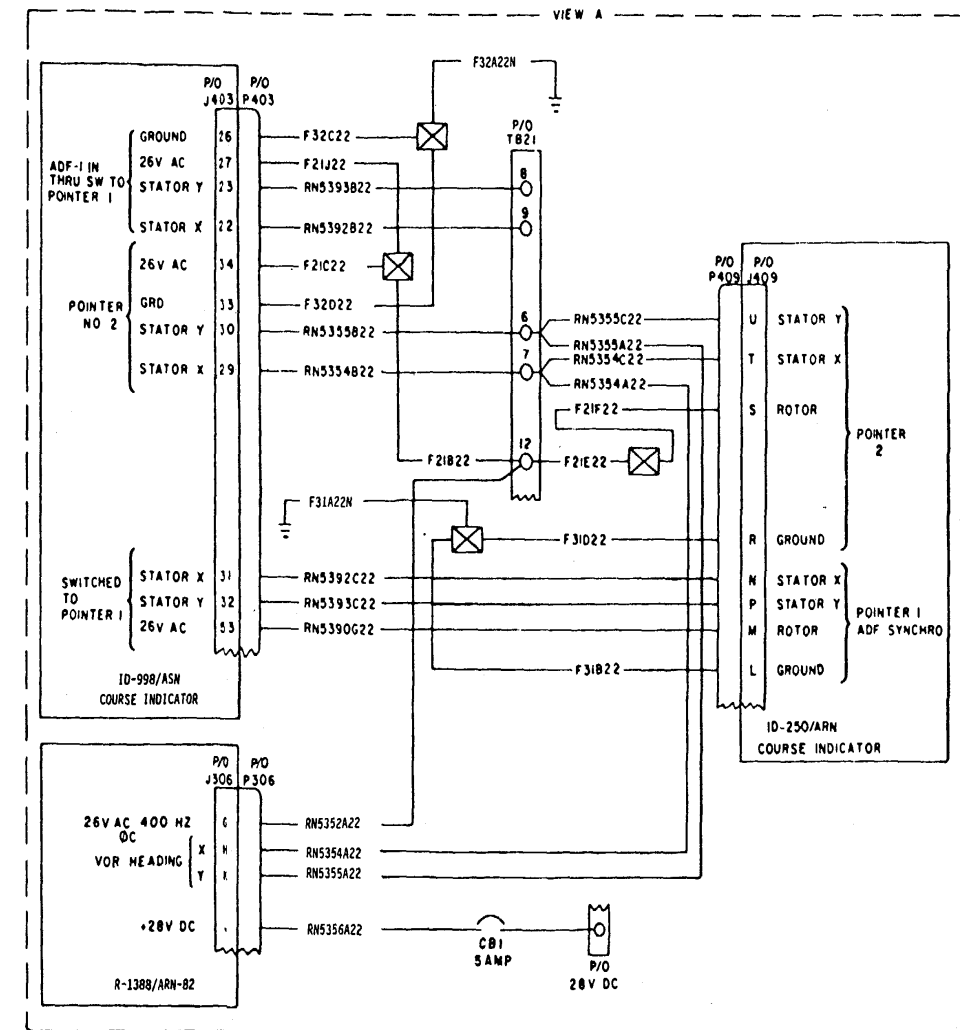 VIEW A
P/O P/O
J403 P403
GROUND 26 F32C22
ADF-1 IN
THRU SW TO
POINTER 1
26V AC 27 F21J22
STATOR Y 23 RN5393B22
STATOR X 22 RN5392B22
F32A22N
P/O
TB21
8
9
POINTER
NO 2
26V AC 34 F21C22
GRD 33 F32D22
STATOR Y 30 RN5355B22
STATOR X 29 RN5354B22
6
7
12
RN5355C22
RN5355A22
RN5354C22
RN5354A22
F21F22
F21B22
F21E22
F31A22N
F31D22
P/O P/O
P409 J409
U STATOR Y
T STATOR X
S ROTOR
POINTER
2
R GROUND
N STATOR X
P STATOR Y
M ROTOR
L GROUND
POINTER 1
ADF SYNCHRO
SWITCHED
TO
POINTER 1
STATOR X 31 RN5392C22
STATOR Y 32 RN5393C22
26V AC 53 RN5390G22
F31B22
ID-998/ASN
COURSE INDICATOR
ID-250/ARN
COURSE INDICATOR
P/O P/O
J306 P306
26V AC 400 HZ G RN5352A22
ØC
VOR HEADING
X H RN5354A22
Y K RN5355A22
+28V DC RN5356A22
CB1
5 AMP
P/O
28V DC
R-1388/ARN-82